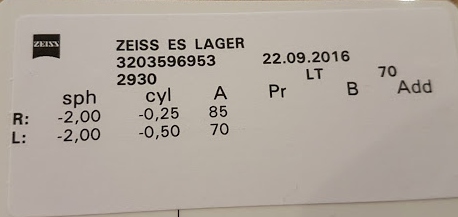 ZEISS
ZEISS ES LAGER
3203596953 22.09.2016
2930 LT 70
sph cyl A Pr B Add
R: -2,00 -0,25 85
L: -2,00 -0,50 70